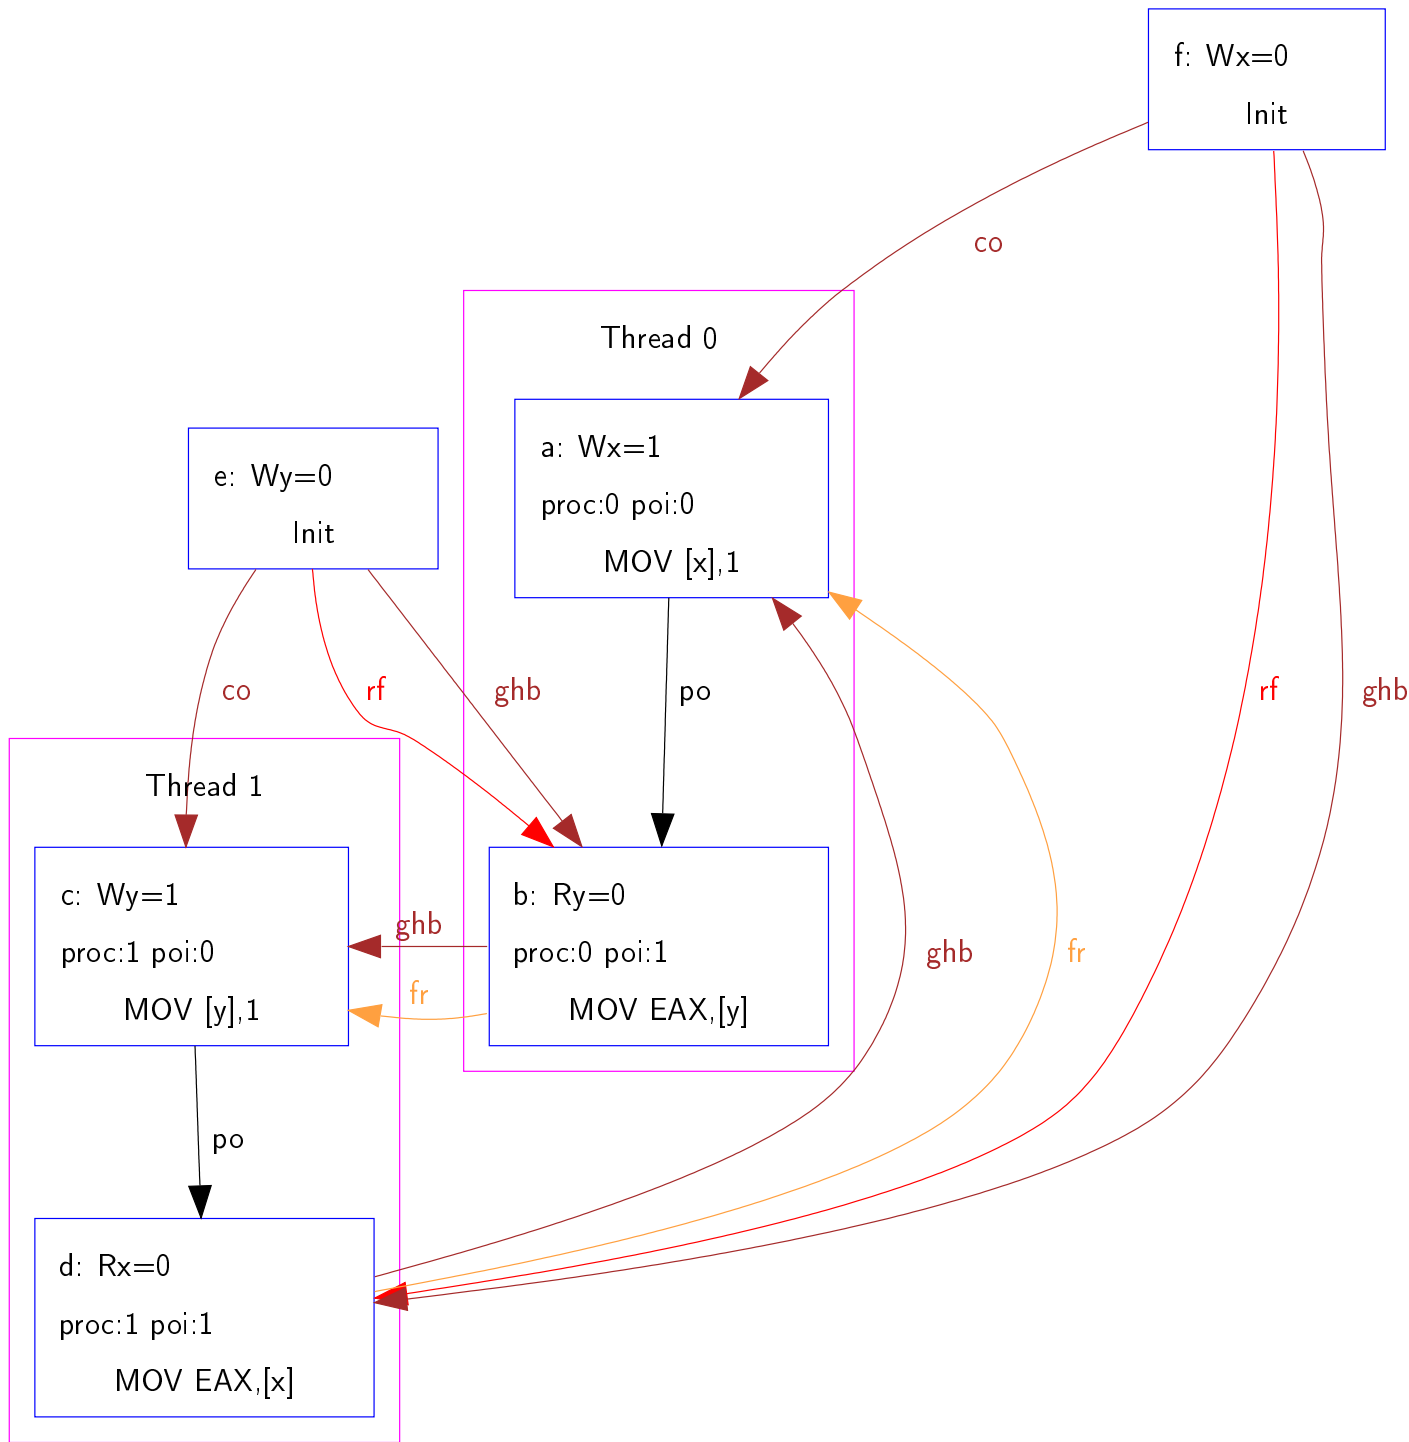 f: Wx=0
Init
co
Thread 0
a: Wx=1
proc:0 poi:0
MOV [x],1
e: Wy=0
Init
co
rf
ghb
po
rf
ghb
Thread 1
c: Wy=1
proc:1 poi:0
MOV [y],1
ghb
fr
b: Ry=0
proc:0 poi:1
MOV EAX,[y]
ghb
fr
po
d: Rx=0
proc:1 poi:1
MOV EAX,[x]